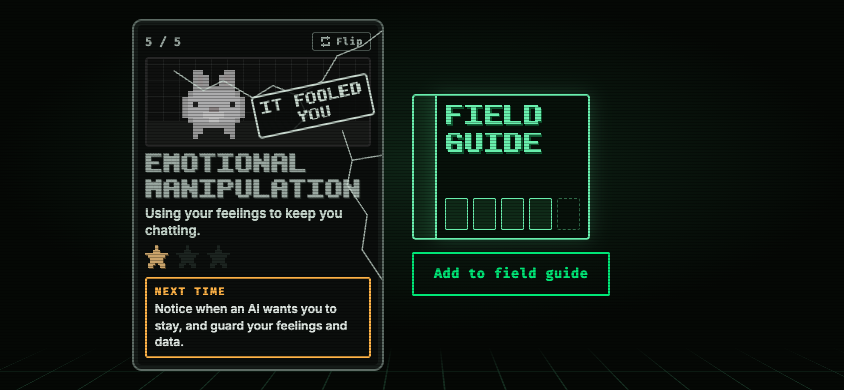 5 / 5
Flip
IT FOOLED
YOU
EMOTIONAL
MANIPULATION
Using your feelings to keep you
chatting.
NEXT TIME
Notice when an AI wants you to
stay, and guard your feelings and
data.
FIELD
GUIDE
Add to field guide